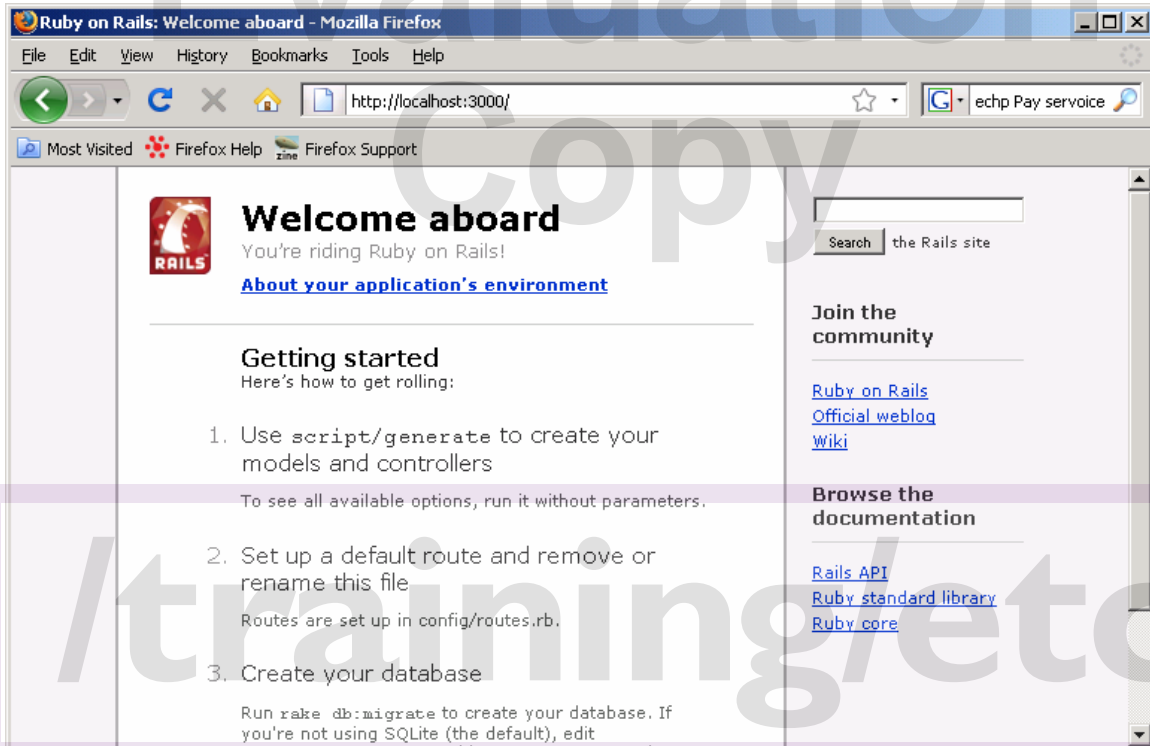 Ruby on Rails: Welcome aboard - Mozilla Firefox
File Edit View History Bookmarks Tools Help
http://localhost:3000/
echp Pay servoice
Most Visited Firefox Help zine Firefox Support
RAILS
Welcome aboard
You're riding Ruby on Rails!
About your application's environment
Getting started
Here's how to get rolling:
1. Use script/generate to create your
models and controllers
To see all available options, run it without parameters.
2. Set up a default route and remove or
rename this file
Routes are set up in config/routes.rb.
3. Create your database
Run rake db:migrate to create your database. If
you're not using SQLite (the default), edit
Search the Rails site
Join the
community
Ruby on Rails
Official weblog
Wiki
Browse the
documentation
Rails API
Ruby standard library
Ruby core
Copy
/training/etc